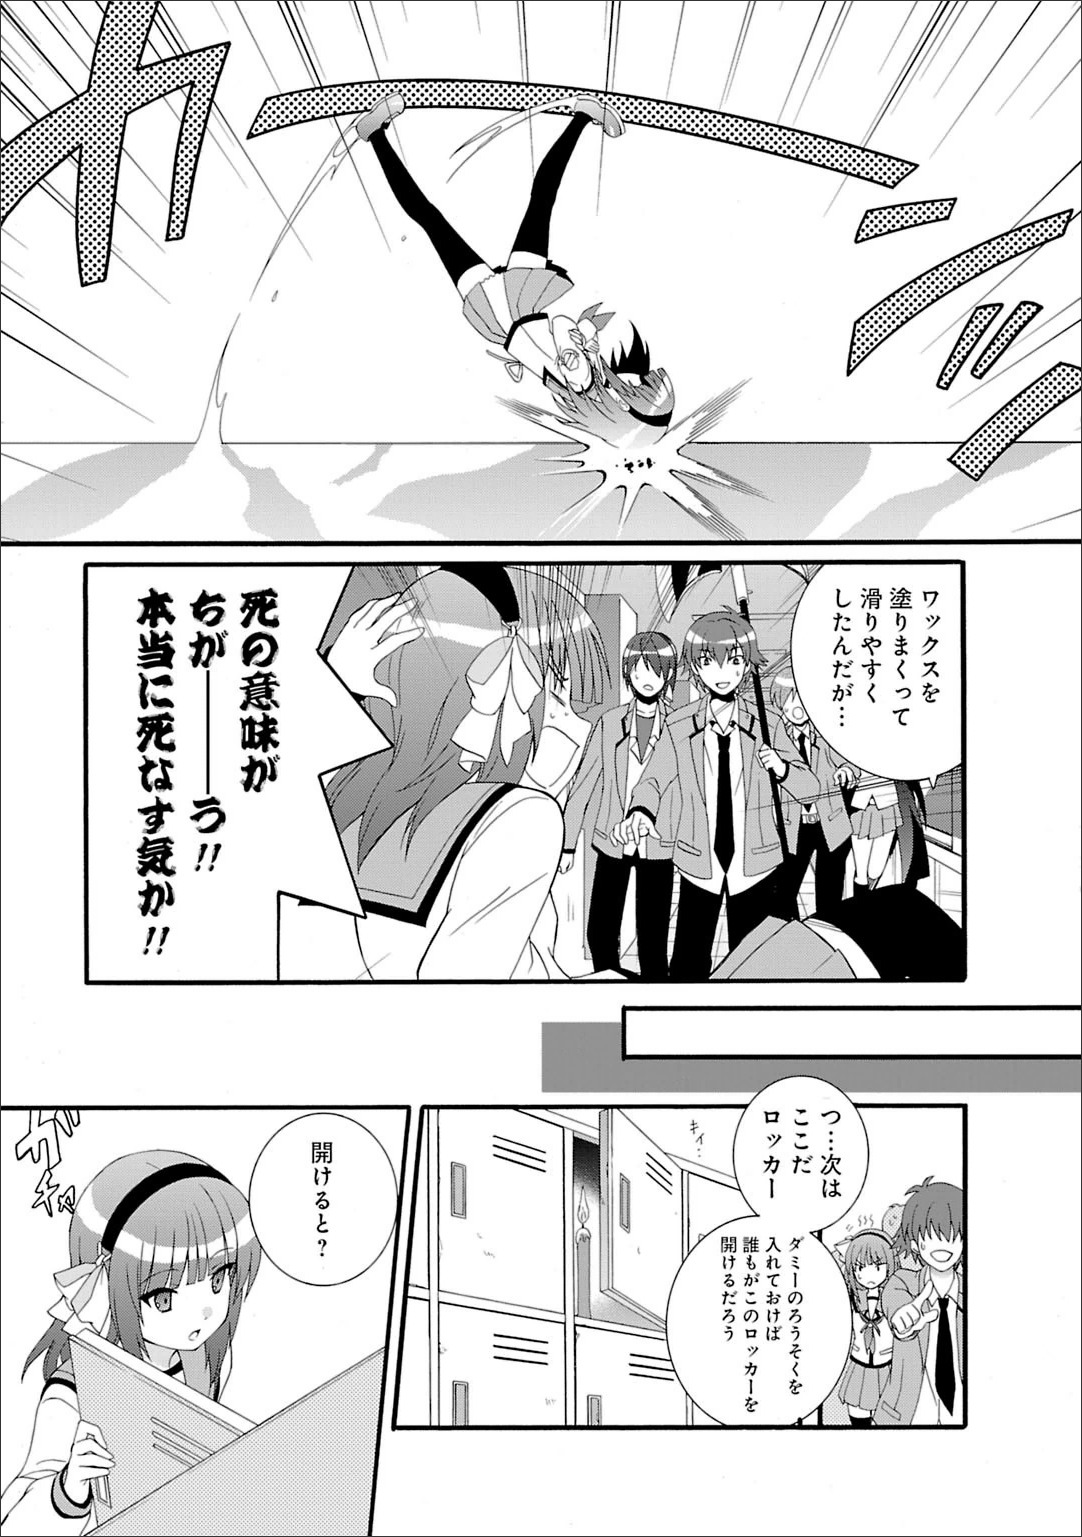 ワックスを
塗りまくって
滑りやすく
したんだが…
死の意味が
ちが――う!!
本当に死なす気か!!
つ…次は
ここだ
ロッカー
ダミーのろうそくを
入れておけば
誰もがこのロッカーを
開けるだろう
キィ…
開けると?
ガチャ